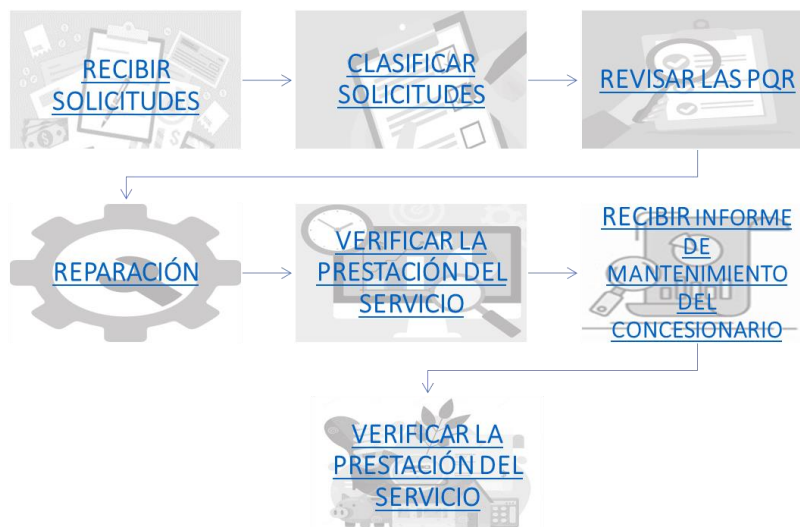 RECIBIR
SOLICITUDES
CLASIFICAR
SOLICITUDES
REVISAR LAS PQR
REPARACIÓN
VERIFICAR LA
PRESTACIÓN DEL
SERVICIO
RECIBIR INFORME
DE
MANTENIMIENTO
DEL
CONCESIONARIO
VERIFICAR LA
PRESTACIÓN DEL
SERVICIO